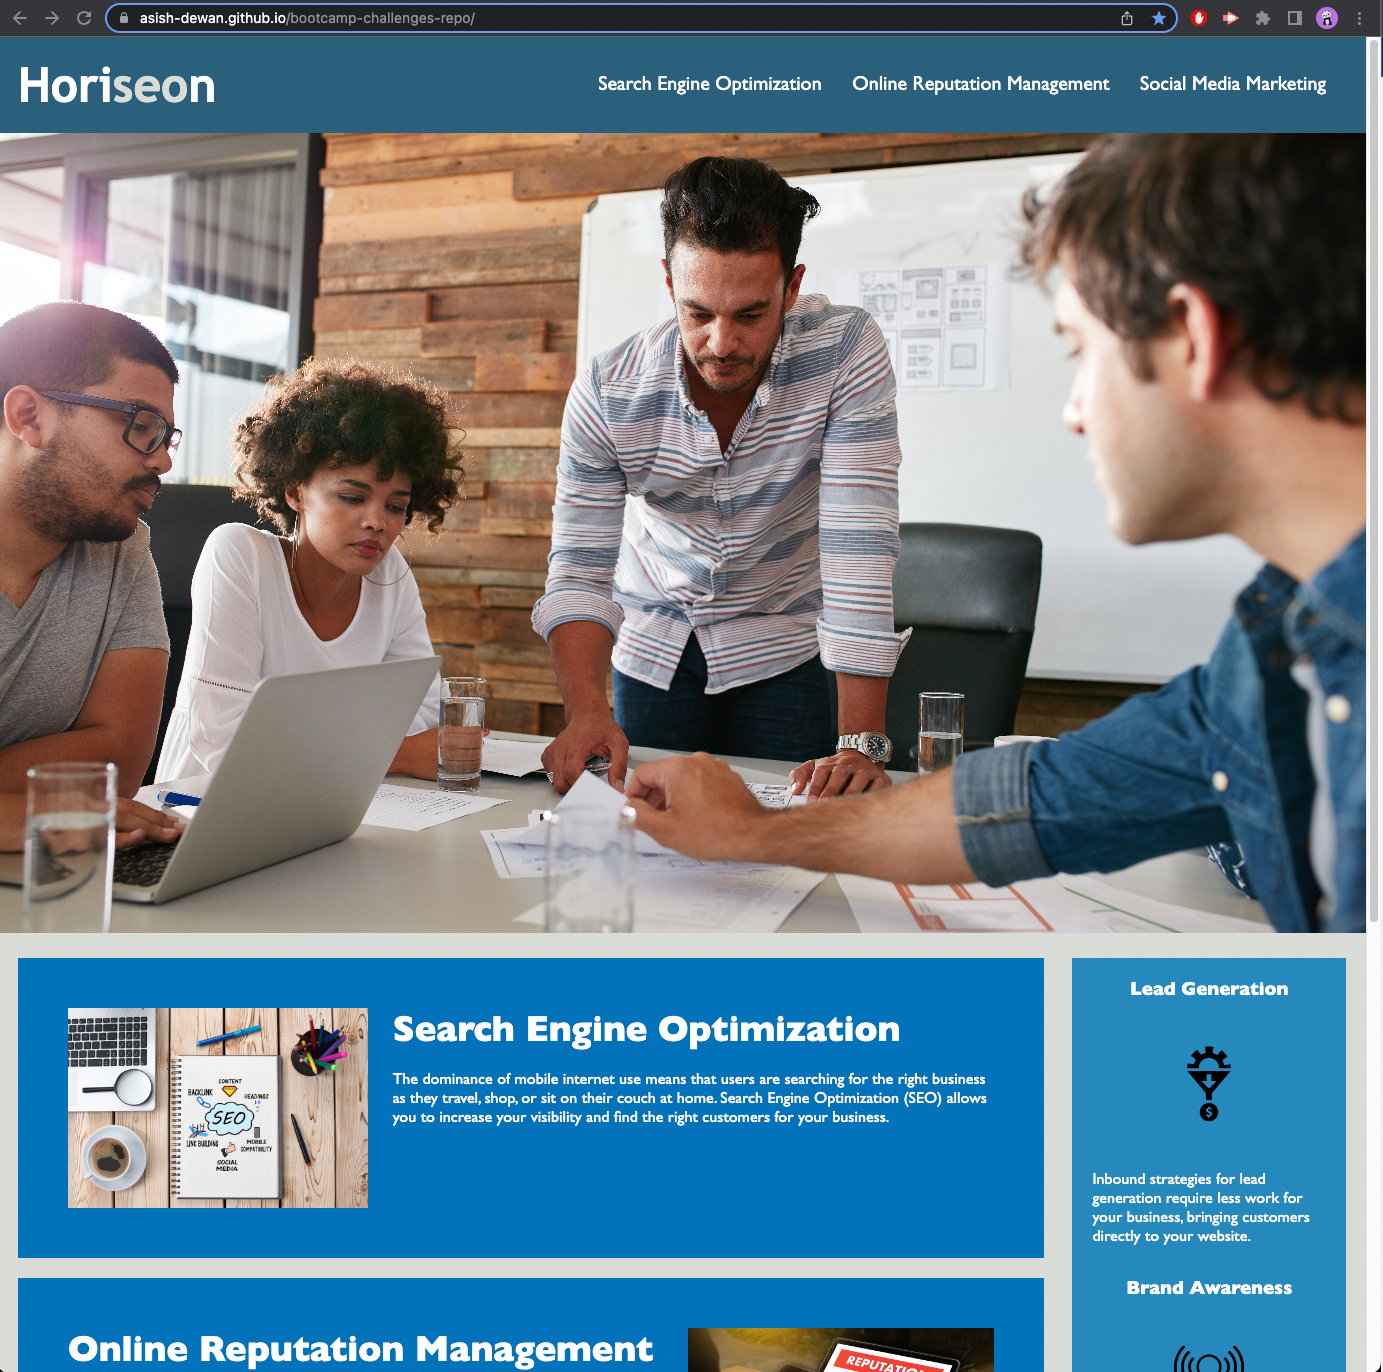 asish-dewan.github.io/bootcamp-challenges-repo/
Horiseon
Search Engine Optimization
Online Reputation Management
Social Media Marketing
Search Engine Optimization
The dominance of mobile internet use means that users are searching for the right business
as they travel, shop, or sit on their couch at home. Search Engine Optimization (SEO) allows
you to increase your visibility and find the right customers for your business.
CONTENT
BACKLINK
HEADINGS
SEO
LINK BUILDING
MOBILE
COMPATIBILITY
SOCIAL
MEDIA
Lead Generation
$
Inbound strategies for lead
generation require less work for
your business, bringing customers
directly to your website.
Brand Awareness
Online Reputation Management